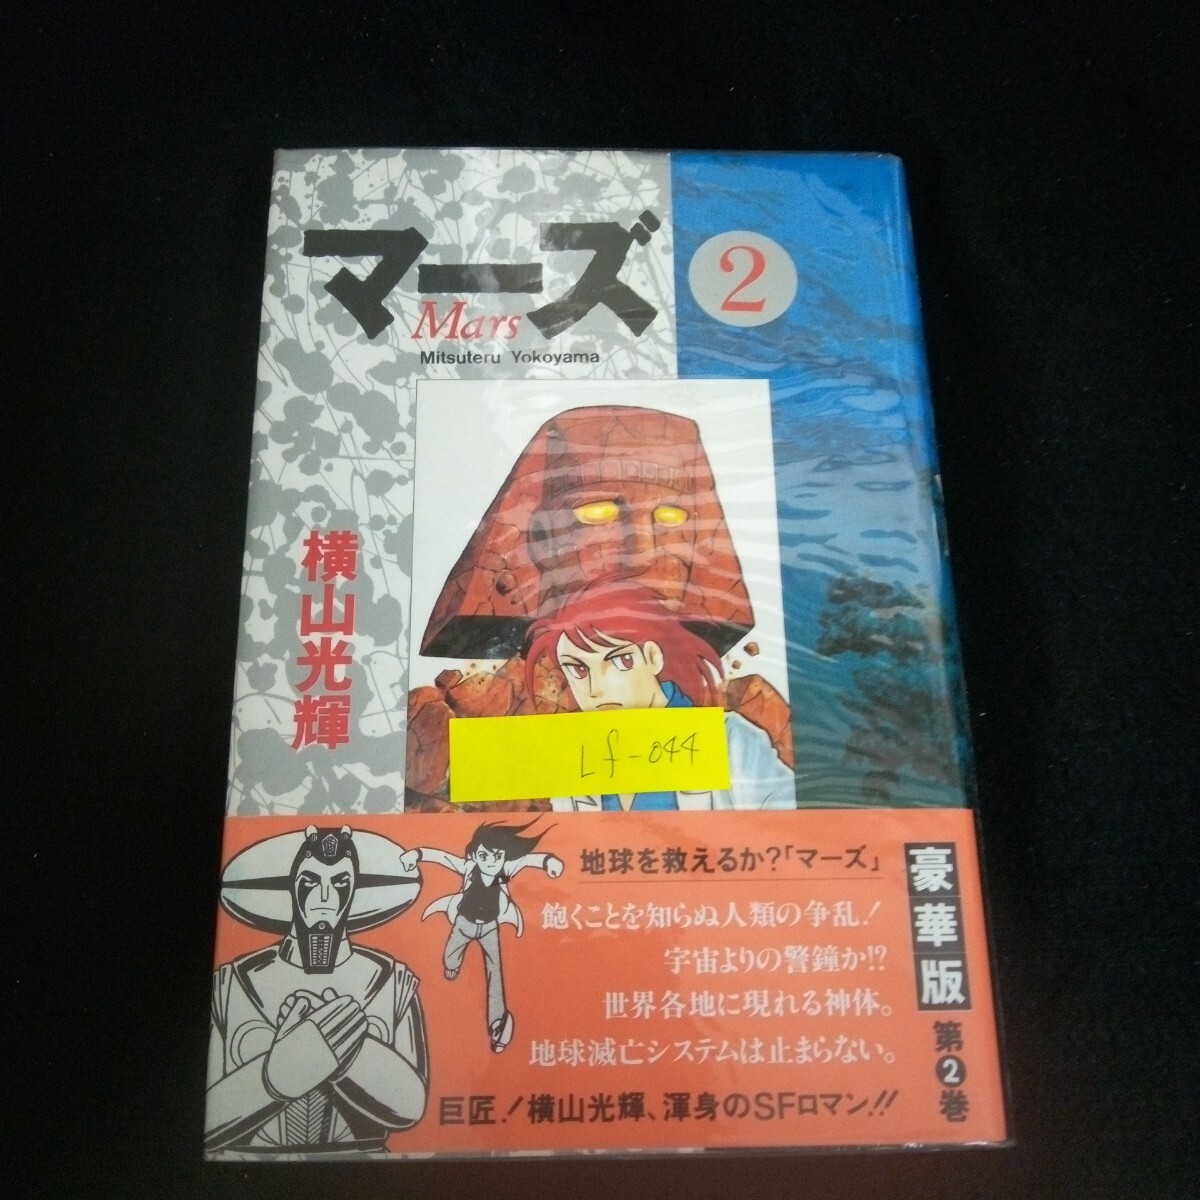 マーズ
Mars
Mitsuteru Yokoyama
2
横山光輝
Lf-044
地球を救えるか?「マーズ」
飽くことを知らぬ人類の争乱!
宇宙よりの警鐘か!?
世界各地に現れる神体。
地球滅亡システムは止まらない。
巨匠!横山光輝、渾身のSFロマン!!
豪華版
第2巻